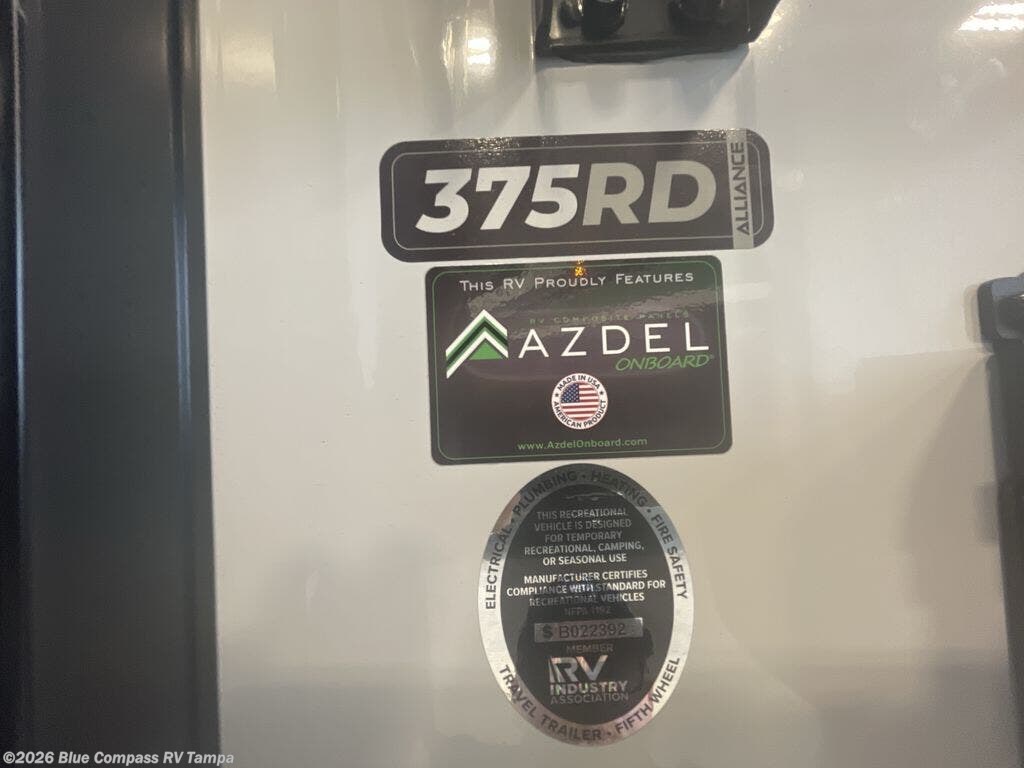 375RD
ALLIANCE
THIS RV PROUDLY FEATURES
RV COMPOSITE PANELS
AZDEL
ONBOARD®
MADE IN USA
AMERICAN PRODUCT
www.AzdelOnboard.com
ELECTRICAL • PLUMBING • HEATING • FIRE SAFETY
THIS RECREATIONAL
VEHICLE IS DESIGNED
FOR TEMPORARY
RECREATIONAL, CAMPING,
OR SEASONAL USE
MANUFACTURER CERTIFIES
COMPLIANCE WITH STANDARD FOR
RECREATIONAL VEHICLES
NFPA 1192
$ B022392
MEMBER
RV
INDUSTRY
ASSOCIATION
TRAVEL TRAILER • FIFTH WHEEL
©2026 Blue Compass RV Tampa